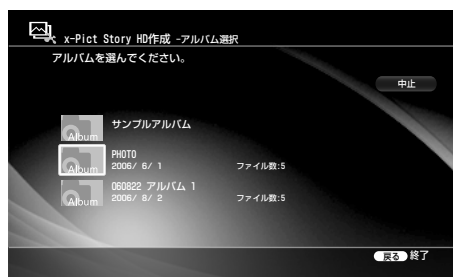 x-Pict Story HD作成 -アルバム選択
アルバムを選んでください。
中止
Album
サンプルアルバム
Album
PHOTO
2006/ 6/ 1 ファイル数:5
Album
060822 アルバム 1
2006/ 8/ 2 ファイル数:5
戻る 終了